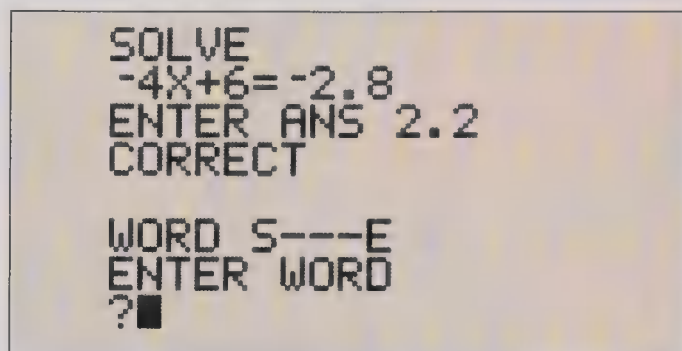 SOLVE
-4X+6=-2.8
ENTER ANS 2.2
CORRECT
WORD S---E
ENTER WORD
?